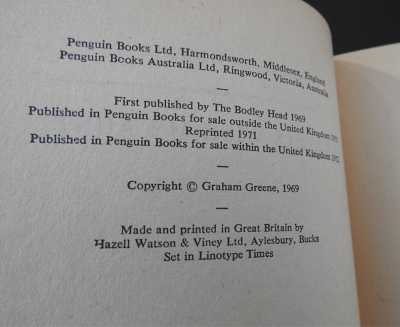 Penguin Books Ltd, Harmondsworth, Middlesex, England
Penguin Books Australia Ltd, Ringwood, Victoria, Australia
—
First published by The Bodley Head 1969
Published in Penguin Books for sale outside the United Kingdom
Reprinted 1971
Published in Penguin Books for sale within the United Kingdom
—
Copyright © Graham Greene, 1969
—
Made and printed in Great Britain by
Hazell Watson & Viney Ltd, Aylesbury, Bucks
Set in Linotype Times